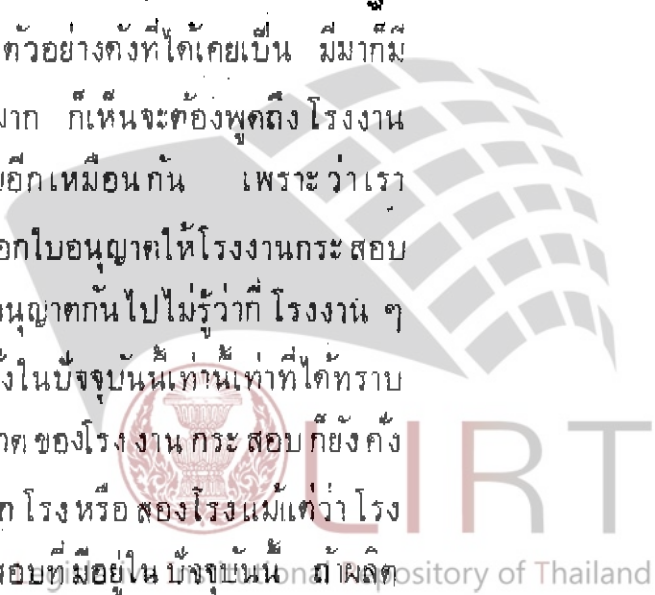 ตัวอย่างดังที่ได้เคยเป็น มีมาก็มี
มาก ก็เห็นจะต้องพูดถึงโรงงาน
อีกเหมือนกัน เพราะว่าเรา
ออกใบอนุญาตให้โรงงานกระสอบ
อนุญาตกันไปไม่รู้ว่ากี่โรงงาน ๆ
ในปัจจุบันนี้เท่านี้เท่าที่ได้ทราบ
ของโรงงานกระสอบก็ยังคั่ง
โรงหรือสองโรงแม้แต่ว่าโรง
สอบที่มีอยู่ในปัจจุบันนี้ ถ้าผลิต
LIRT
Repository of Thailand